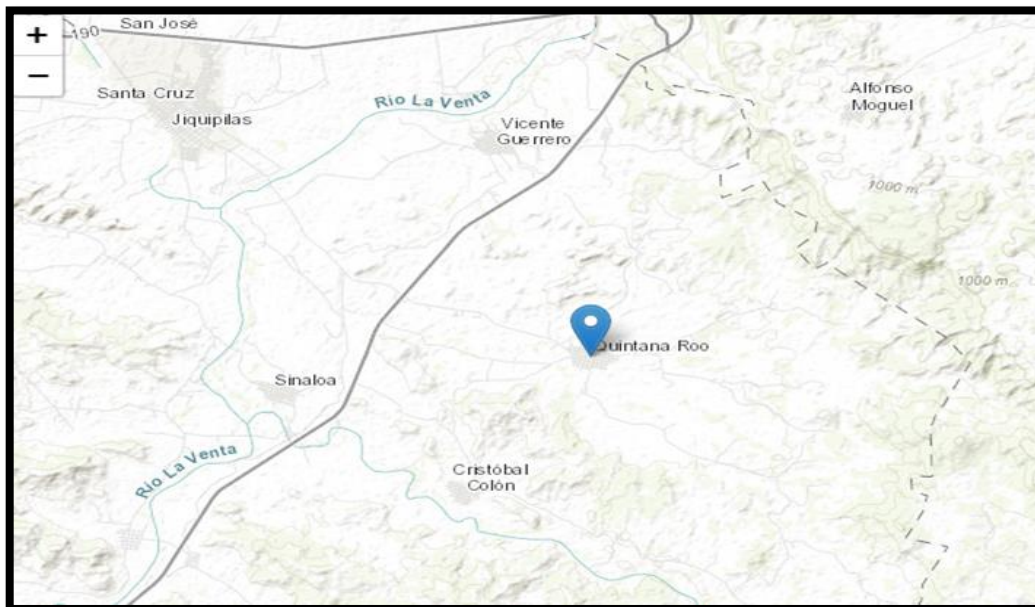 +
−
San José
190
Santa Cruz
Jiquipilas
Rio La Venta
Vicente
Guerrero
Alfonso
Moguel
1000 m
1000 m
Quintana Roo
Sinaloa
Rio La Venta
Cristóbal
Colón